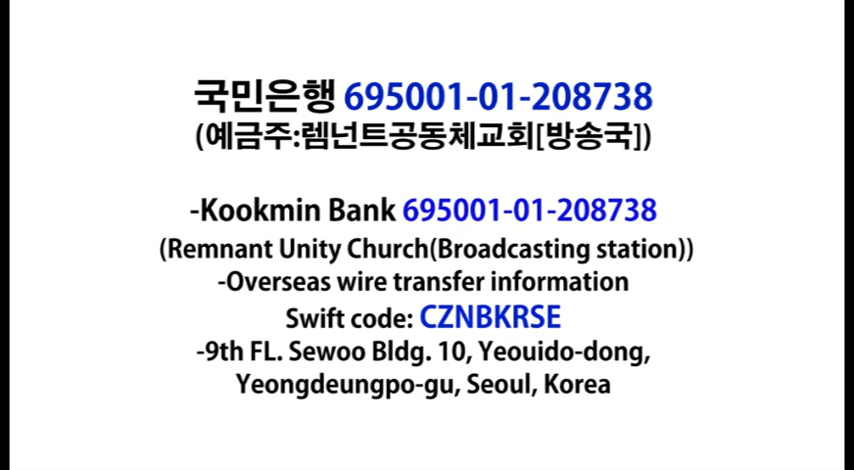 국민은행 695001-01-208738
(예금주:렘넌트공동체교회[방송국])
-Kookmin Bank 695001-01-208738
(Remnant Unity Church(Broadcasting station))
-Overseas wire transfer information
Swift code: CZNBKRSE
-9th FL. Sewoo Bldg. 10, Yeouido-dong,
Yeongdeungpo-gu, Seoul, Korea